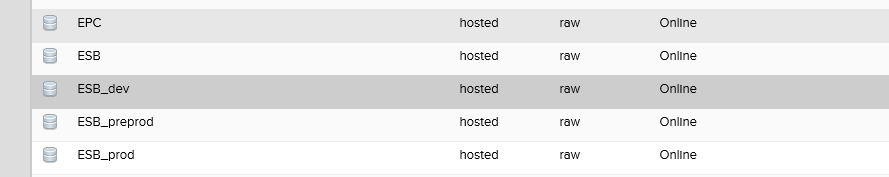 EPC hosted raw Online
ESB hosted raw Online
ESB_dev hosted raw Online
ESB_preprod hosted raw Online
ESB_prod hosted raw Online